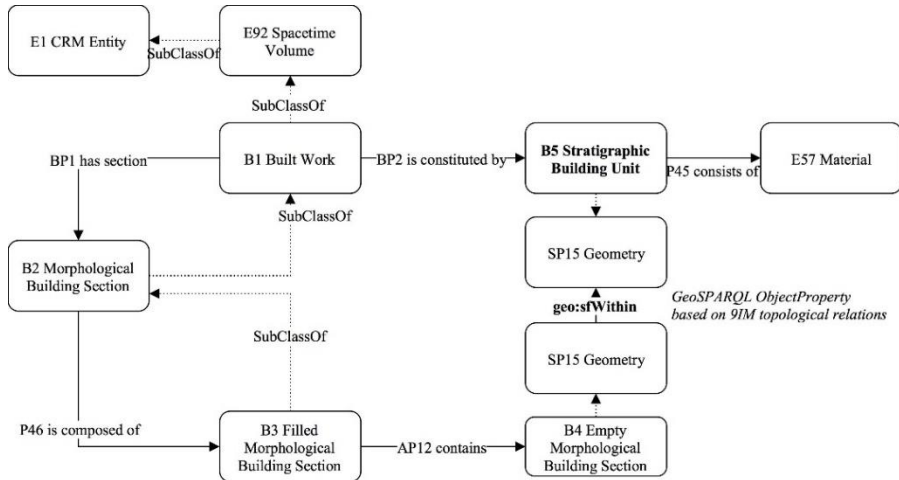 E1 CRM Entity
SubClassOf
E92 Spacetime
Volume
SubClassOf
BP1 has section
B1 Built Work
BP2 is constituted by
B5 Stratigraphic
Building Unit
P45 consists of
E57 Material
SubClassOf
B2 Morphological
Building Section
SP15 Geometry
geo:sfWithin
GeoSPARQL ObjectProperty
based on 9IM topological relations
SubClassOf
SP15 Geometry
P46 is composed of
B3 Filled
Morphological
Building Section
AP12 contains
B4 Empty
Morphological
Building Section